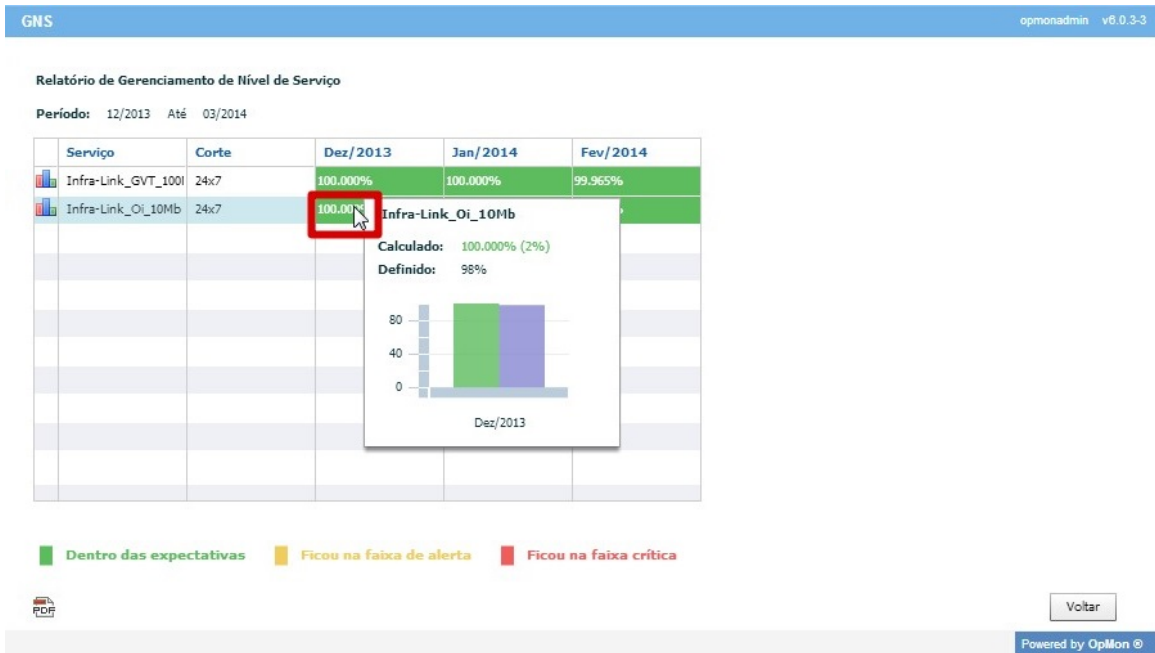 GNS opmonadmin v6.0.3-3
Relatório de Gerenciamento de Nível de Serviço
Período: 12/2013 Até 03/2014
Serviço Corte Dez/2013 Jan/2014 Fev/2014
Infra-Link_GVT_100 24x7 100.000% 100.000% 99.965%
Infra-Link_Oi_10Mb 24x7 100.00
Infra-Link_Oi_10Mb
Calculado: 100.000% (2%)
Definido: 98%
80
40
0
Dez/2013
Dentro das expectativas Ficou na faixa de alerta Ficou na faixa crítica
PDF
Voltar
Powered by OpMon ®